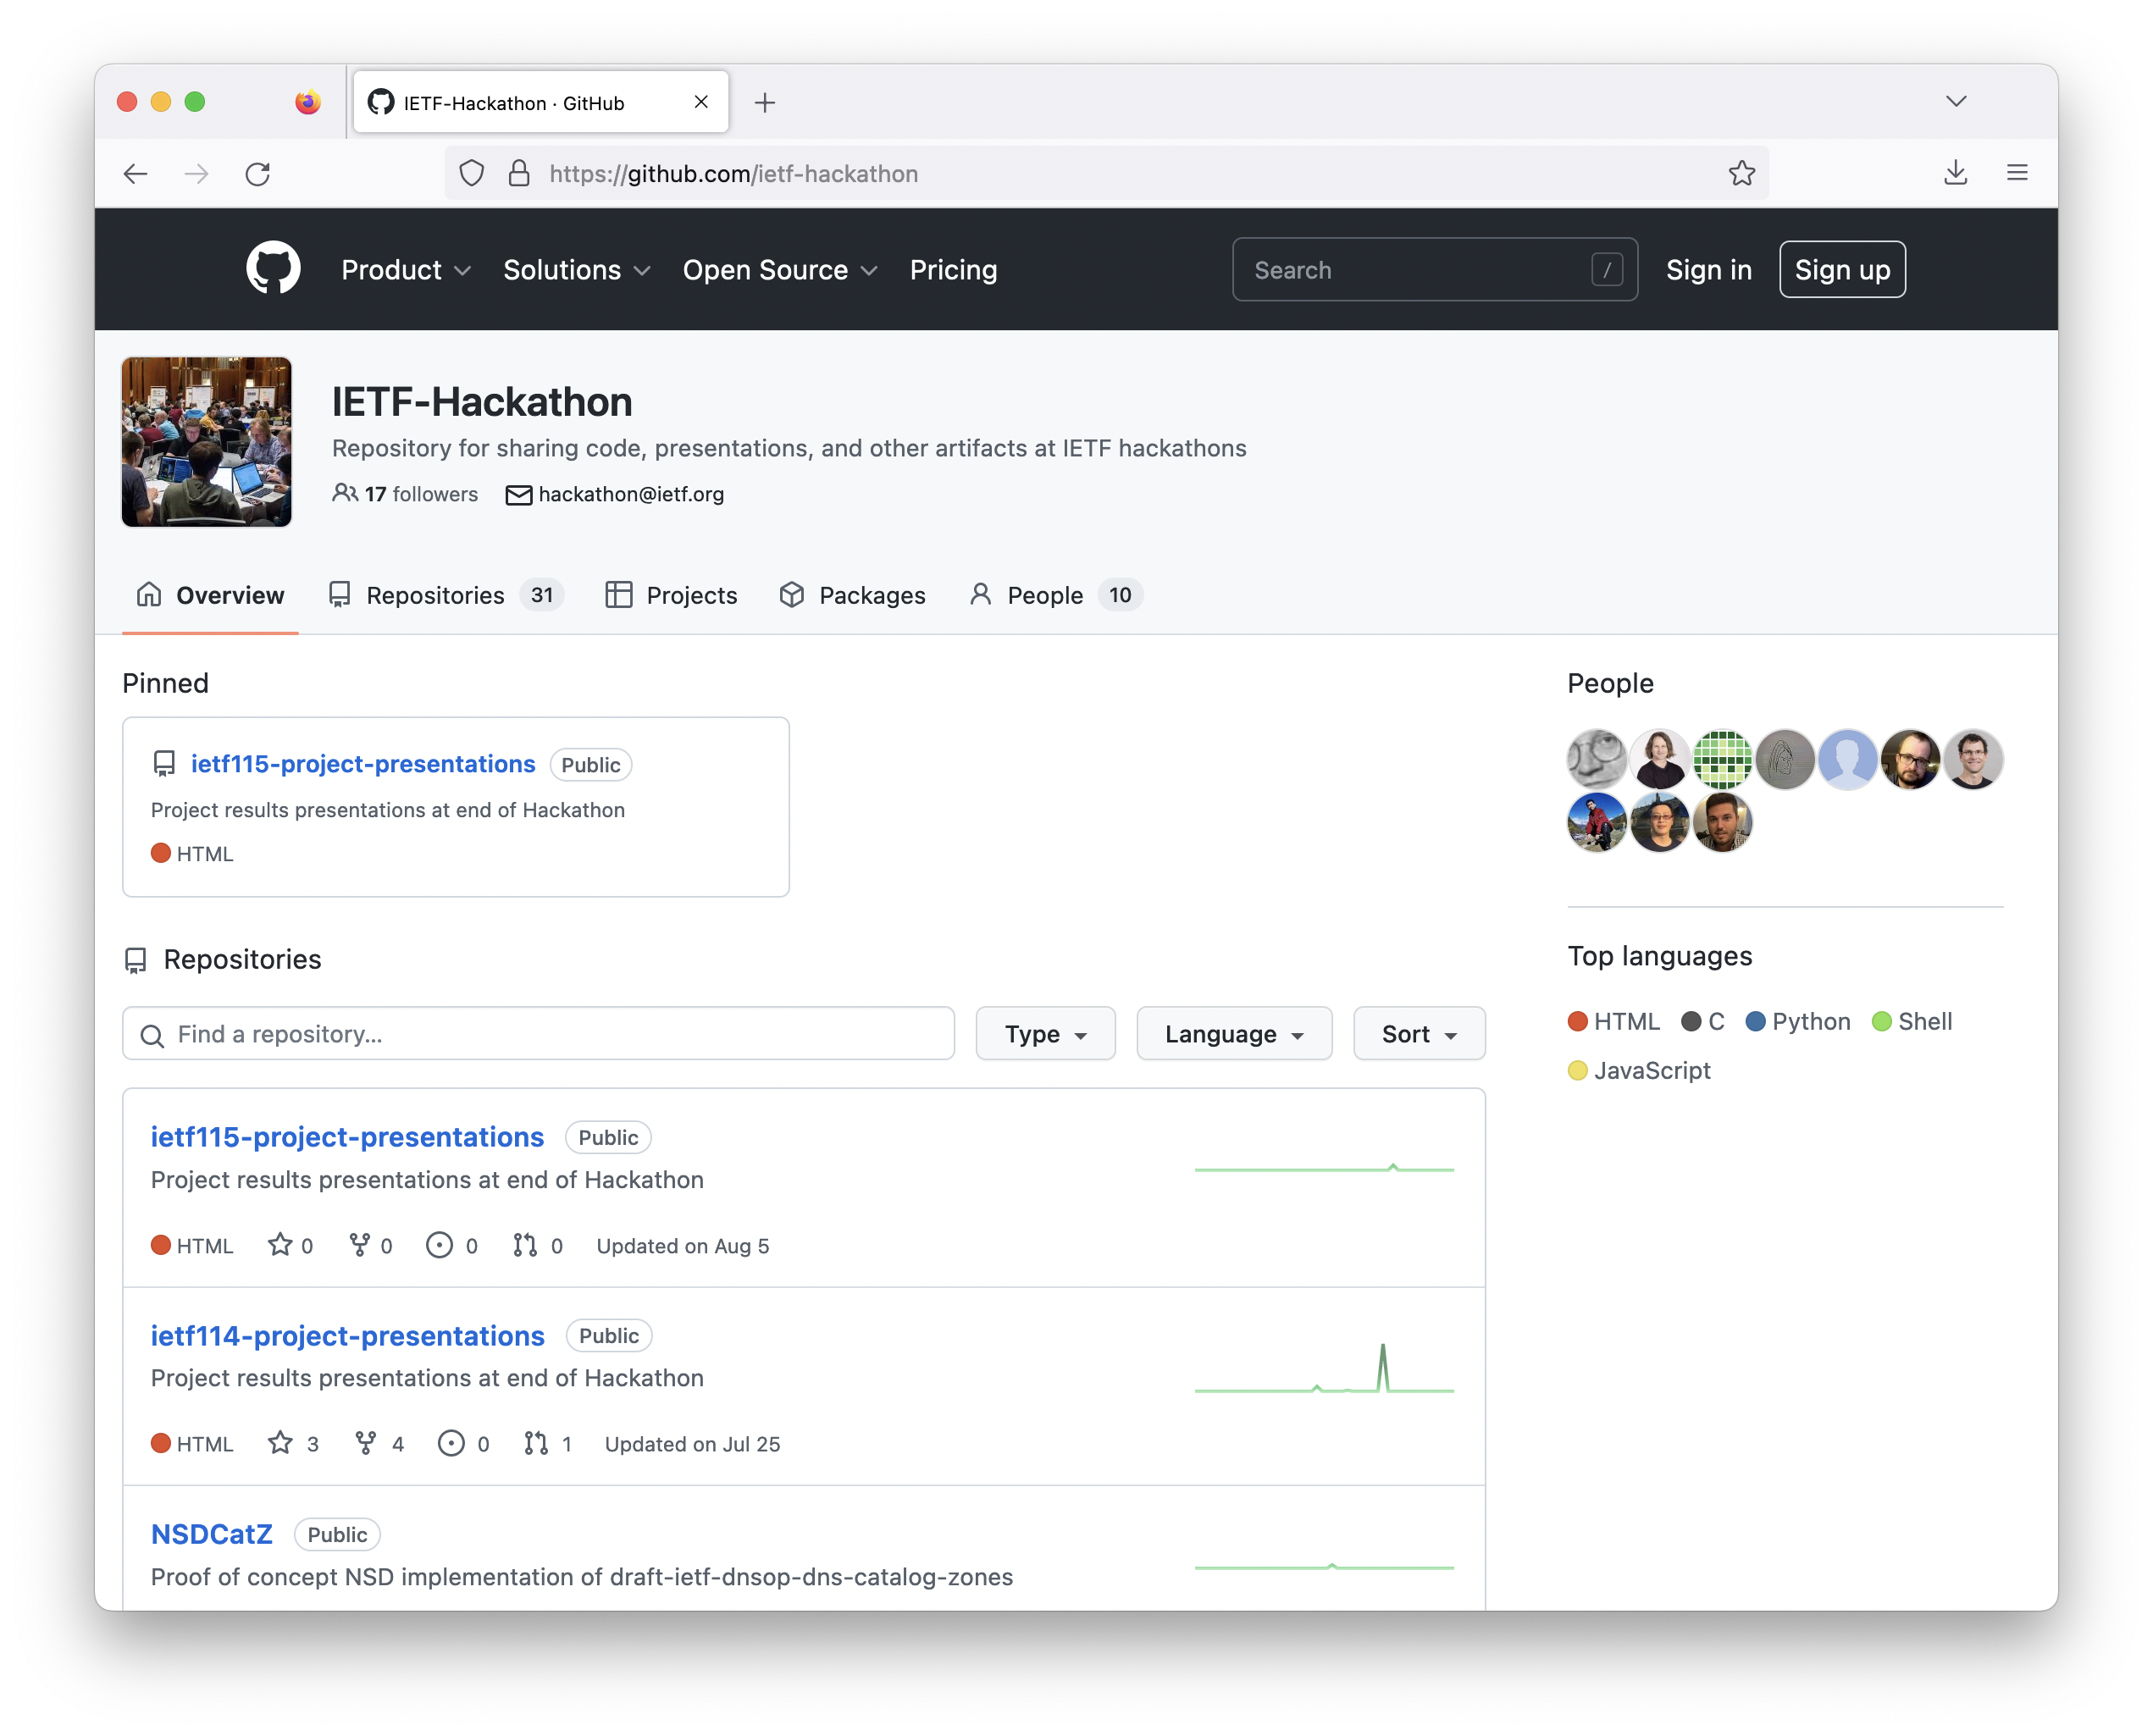 IETF-Hackathon · GitHub
https://github.com/ietf-hackathon
Product Solutions Open Source Pricing Search / Sign in Sign up
IETF-Hackathon
Repository for sharing code, presentations, and other artifacts at IETF hackathons
17 followers hackathon@ietf.org
Overview Repositories 31 Projects Packages People 10
Pinned
ietf115-project-presentations Public
Project results presentations at end of Hackathon
HTML
Repositories
Find a repository...
Type Language Sort
ietf115-project-presentations Public
Project results presentations at end of Hackathon
HTML 0 0 0 0 Updated on Aug 5
ietf114-project-presentations Public
Project results presentations at end of Hackathon
HTML 3 4 0 1 Updated on Jul 25
NSDCatZ Public
Proof of concept NSD implementation of draft-ietf-dnsop-dns-catalog-zones
People
Top languages
HTML C Python Shell
JavaScript